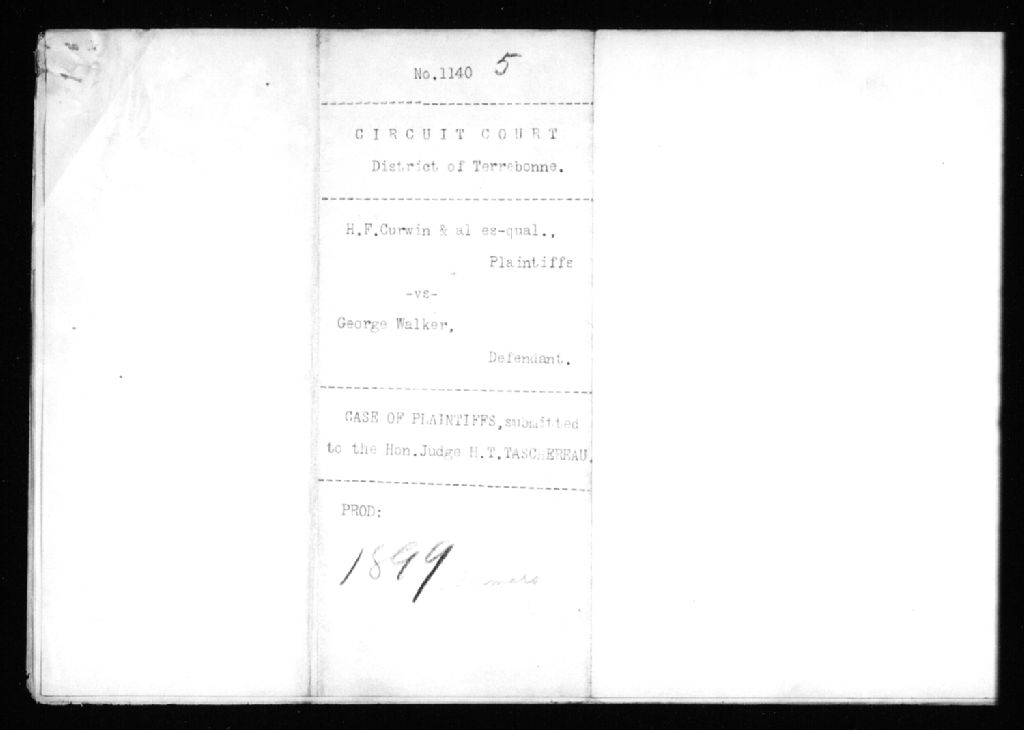 No.1140 5
CIRCUIT COURT
District of Terrebonne.
H.F.Curwin & al es-qual.,
Plaintiffs
-vs-
George Walker,
Defendant.
CASE OF PLAINTIFFS, submitted
to the Hon.Judge H.T.TASCHEREAU.
PROD:
1899 mars